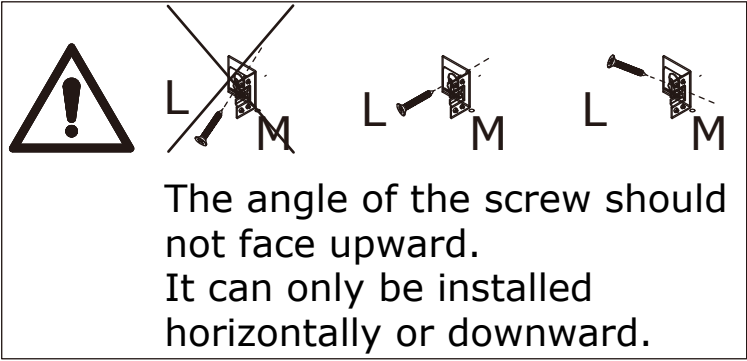 L M L M L M
The angle of the screw should
not face upward.
It can only be installed
horizontally or downward.